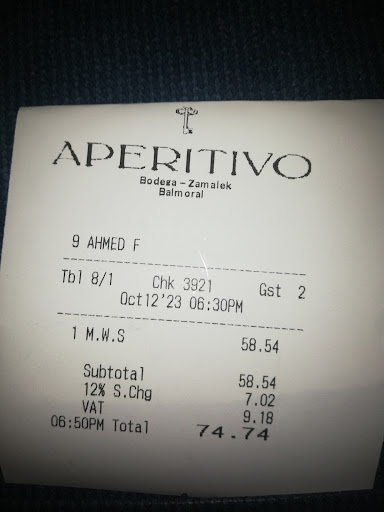 APERITIVO
Bodega - Zamalek
Balmoral
9 AHMED F
Tbl 8/1 Chk 3921 Gst 2
Oct12'23 06:30PM
1 M.W.S 58.54
Subtotal 58.54
12% S.Chg 7.02
VAT 9.18
06:50PM Total 74.74